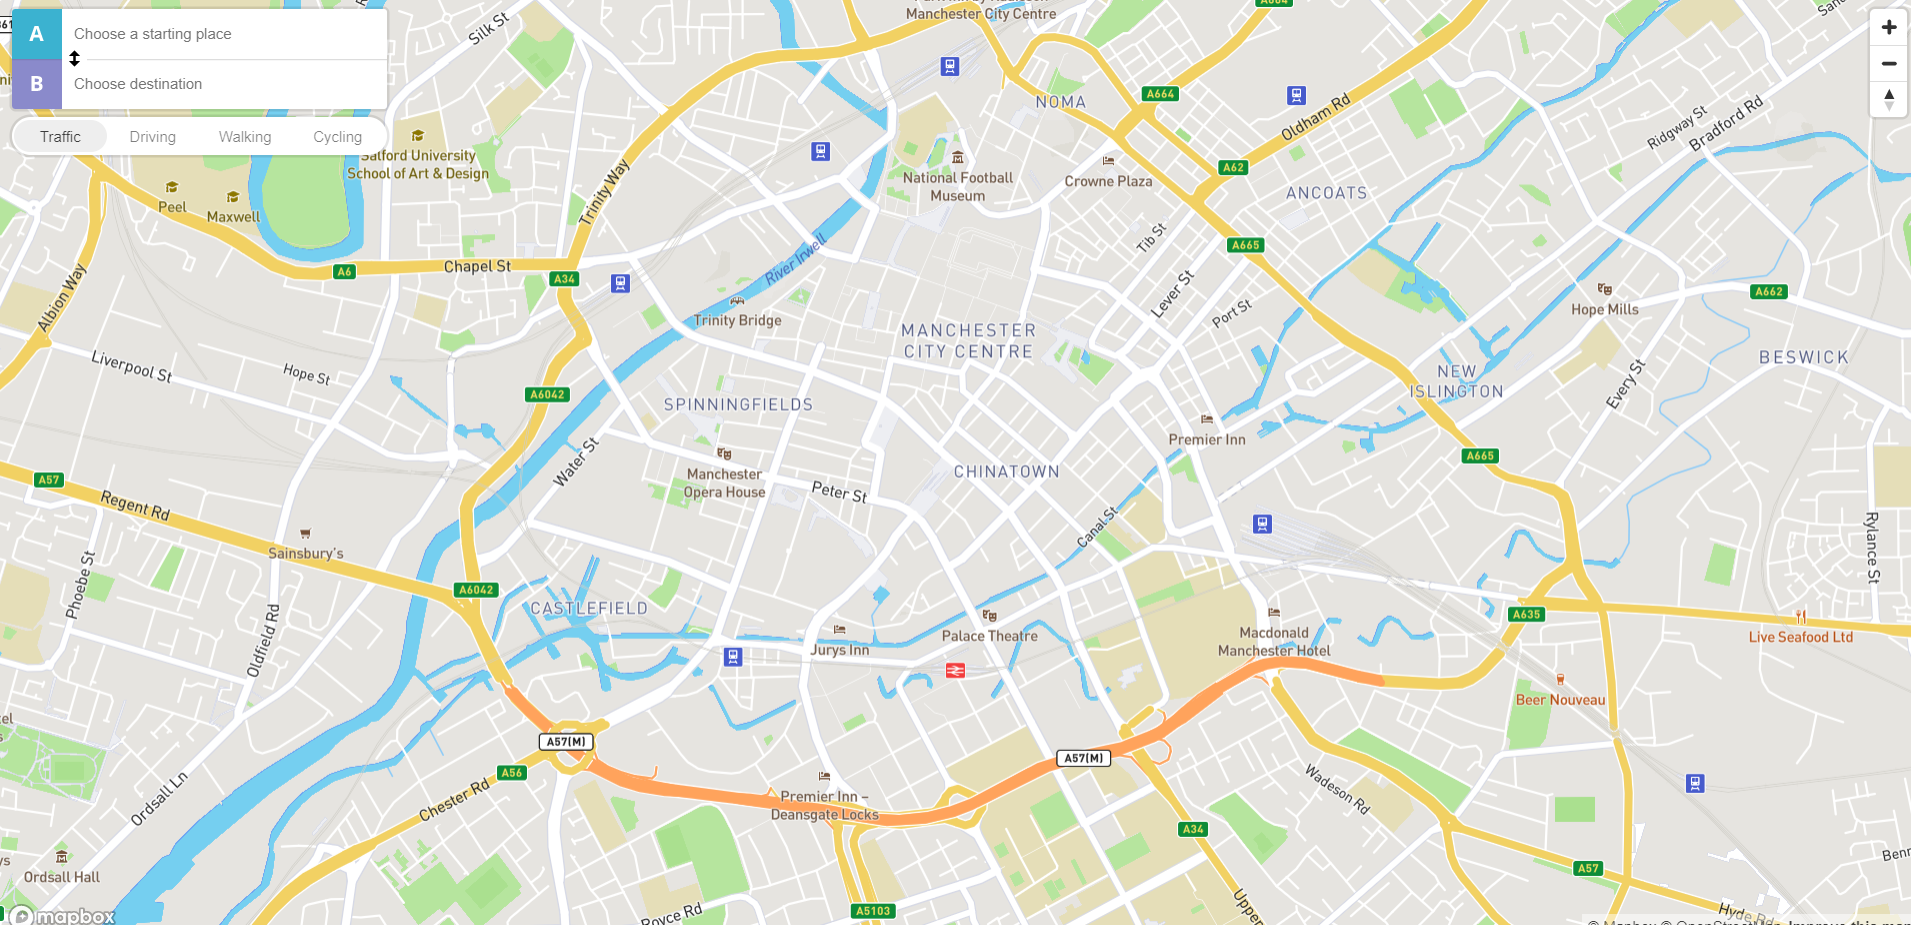 A
Choose a starting place
B
Choose destination
Traffic
Driving
Walking
Cycling
Silk St
Manchester City Centre
NOMA
A664
Oldham Rd
Ridgway St
Bradford Rd
Salford University
School of Art & Design
Peel
Maxwell
Trinity Way
National Football
Museum
Crowne Plaza
A62
ANCOATS
Tib St
A665
River Irwell
Chapel St
A6
A34
Albion Way
Trinity Bridge
Lever St
Port St
Hope Mills
A662
MANCHESTER
CITY CENTRE
BESWICK
Liverpool St
Hope St
A6042
SPINNINGFIELDS
NEW
ISLINGTON
Every St
Premier Inn
A665
Water St
Manchester
Opera House
Peter St
CHINATOWN
A57
Regent Rd
Canal St
Rylance St
Sainsbury's
Phoebe St
A6042
CASTLEFIELD
Oldfield Rd
Jurys Inn
Palace Theatre
Macdonald
Manchester Hotel
A635
Live Seafood Ltd
Beer Nouveau
A57(M)
A57(M)
A56
Chester Rd
Ordsall Ln
Premier Inn –
Deansgate Locks
Wadeson Rd
A34
Ordsall Hall
A57
A5103
Royce Rd
Upper
Hyde Rd
mapbox
© Mapbox © OpenStreetMap Improve this map